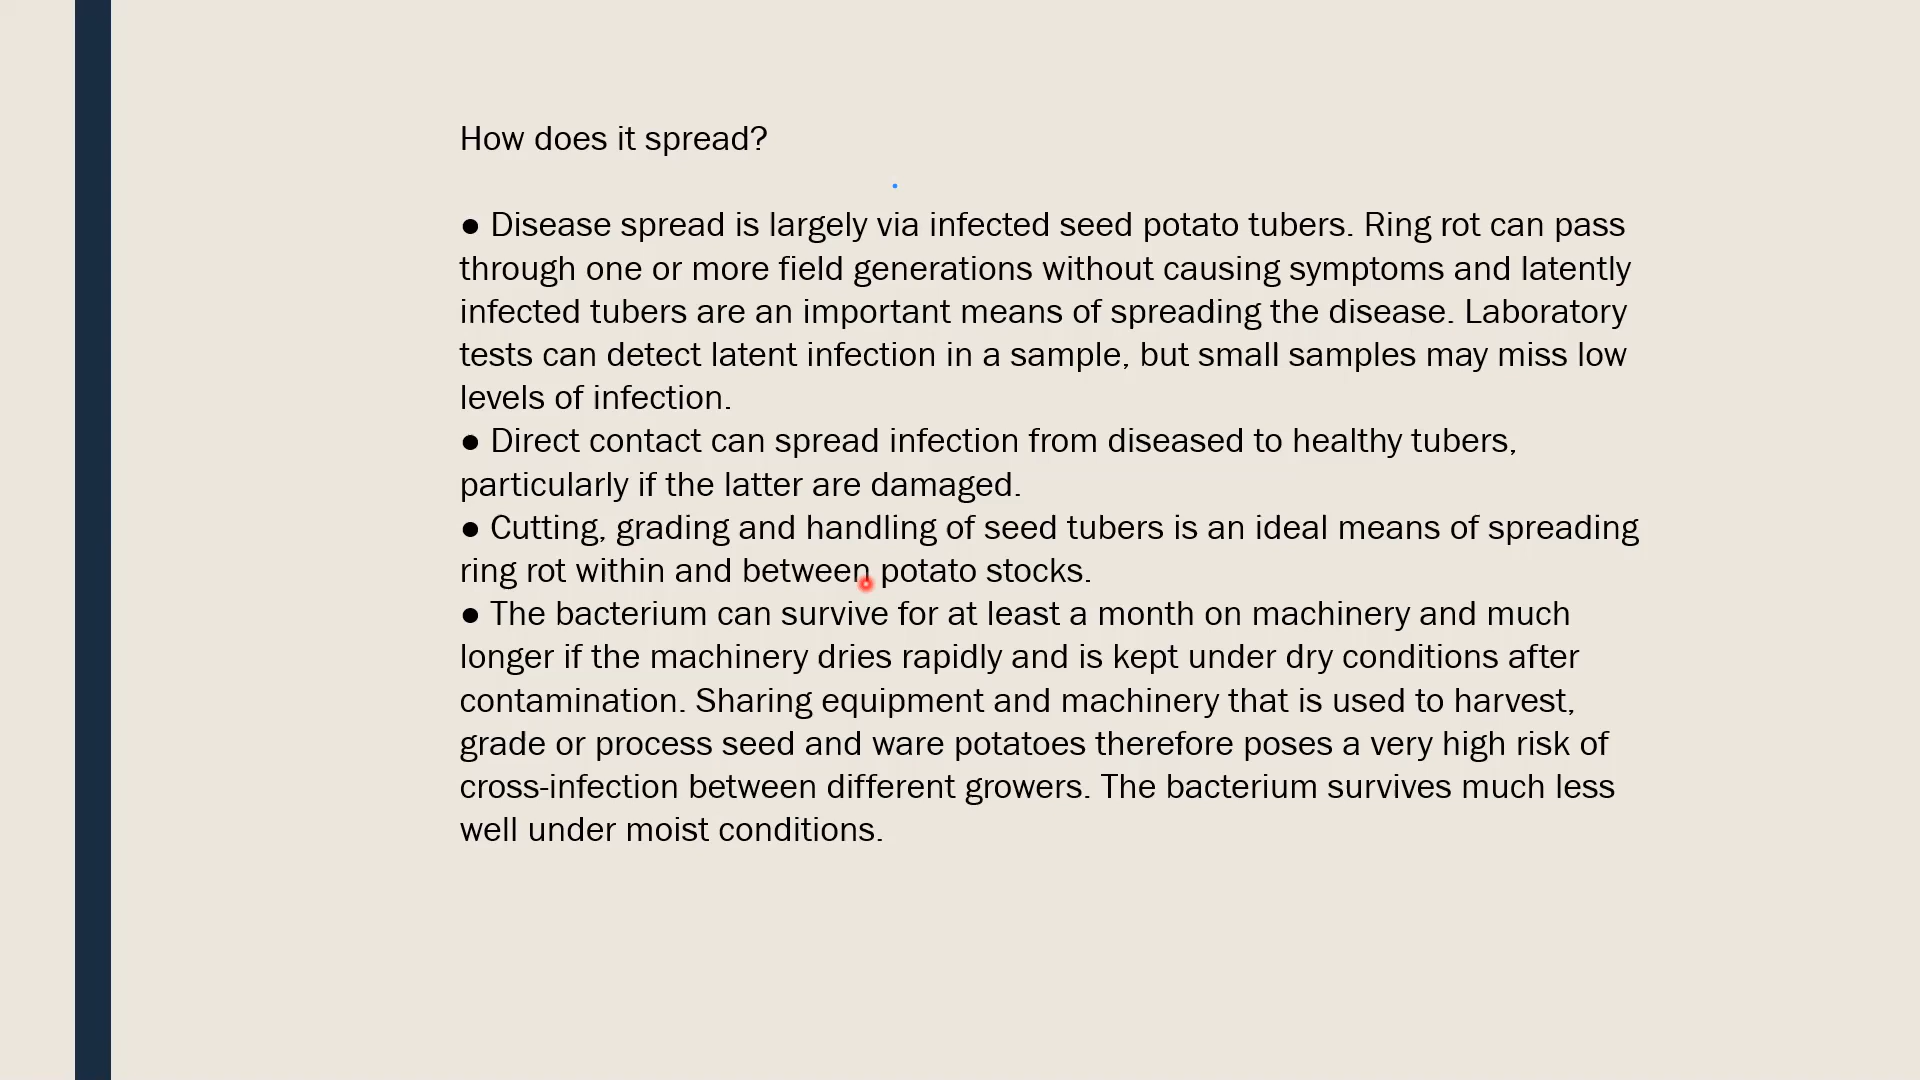 How does it spread?
● Disease spread is largely via infected seed potato tubers. Ring rot can pass
through one or more field generations without causing symptoms and latently
infected tubers are an important means of spreading the disease. Laboratory
tests can detect latent infection in a sample, but small samples may miss low
levels of infection.
● Direct contact can spread infection from diseased to healthy tubers,
particularly if the latter are damaged.
● Cutting, grading and handling of seed tubers is an ideal means of spreading
ring rot within and between potato stocks.
● The bacterium can survive for at least a month on machinery and much
longer if the machinery dries rapidly and is kept under dry conditions after
contamination. Sharing equipment and machinery that is used to harvest,
grade or process seed and ware potatoes therefore poses a very high risk of
cross-infection between different growers. The bacterium survives much less
well under moist conditions.